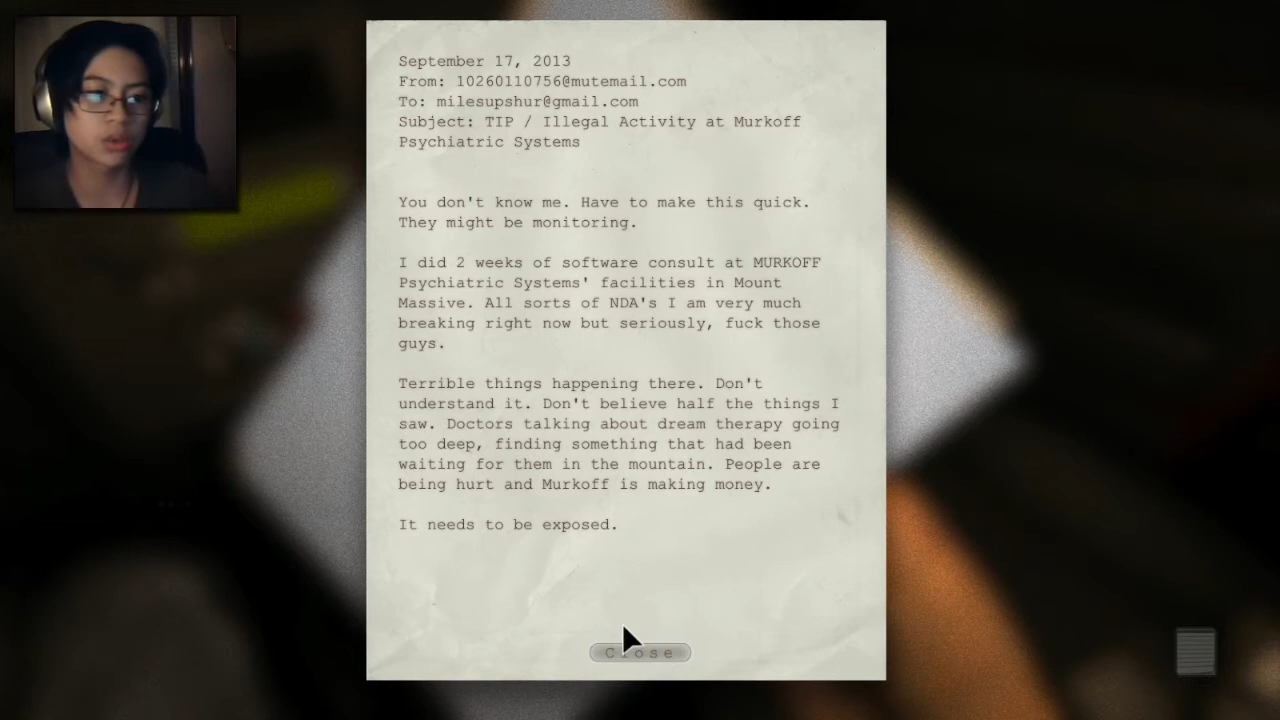 September 17, 2013
From: 10260110756@mutemail.com
To: milesupshur@gmail.com
Subject: TIP / Illegal Activity at Murkoff
Psychiatric Systems
You don't know me. Have to make this quick.
They might be monitoring.
I did 2 weeks of software consult at MURKOFF
Psychiatric Systems' facilities in Mount
Massive. All sorts of NDA's I am very much
breaking right now but seriously, fuck those
guys.
Terrible things happening there. Don't
understand it. Don't believe half the things I
saw. Doctors talking about dream therapy going
too deep, finding something that had been
waiting for them in the mountain. People are
being hurt and Murkoff is making money.
It needs to be exposed.
Close